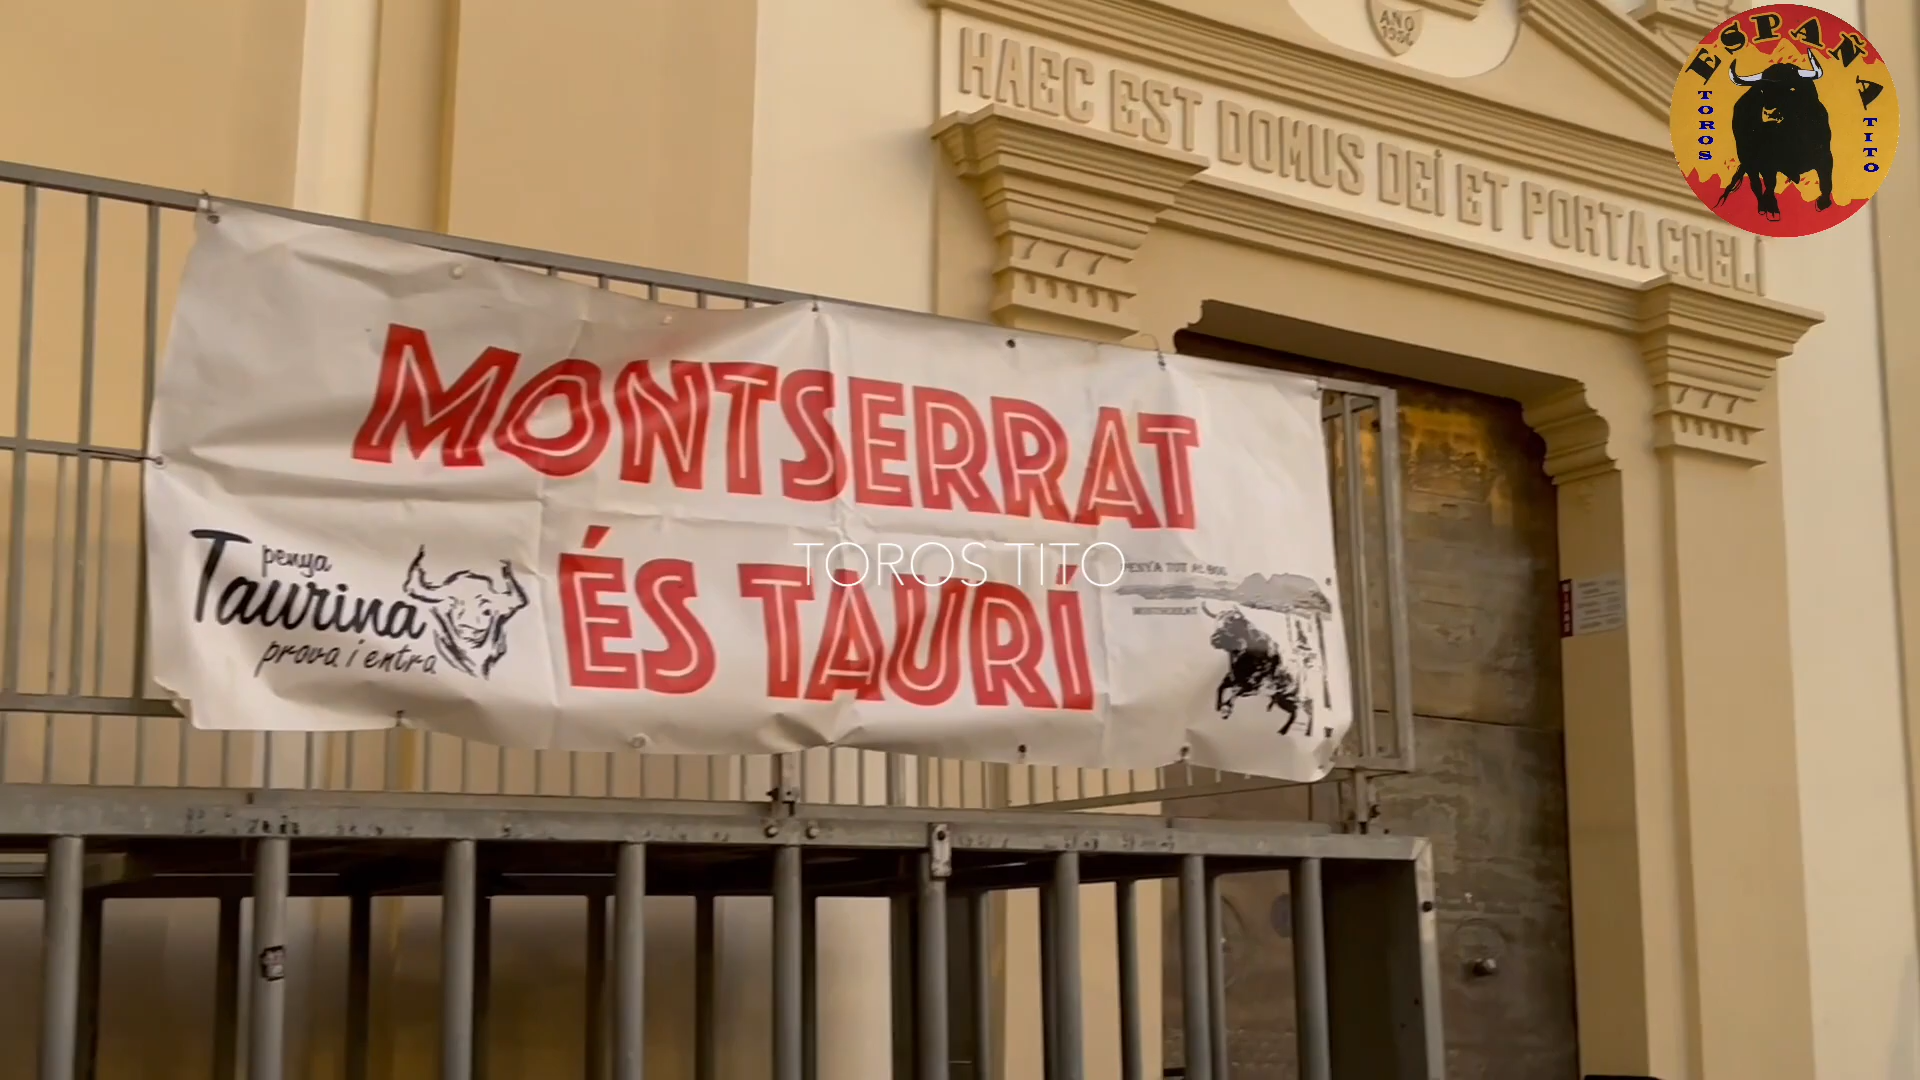 AÑO
1954
HAEC EST DOMUS DEI ET PORTA COELI
ESPAÑA
TOROS
TITO
MONTSERRAT
ÉS TAURÍ
penya
Taurina
prova i entra
TOROS TITO
PENYA TOT AL BOU
MONTSERRAT